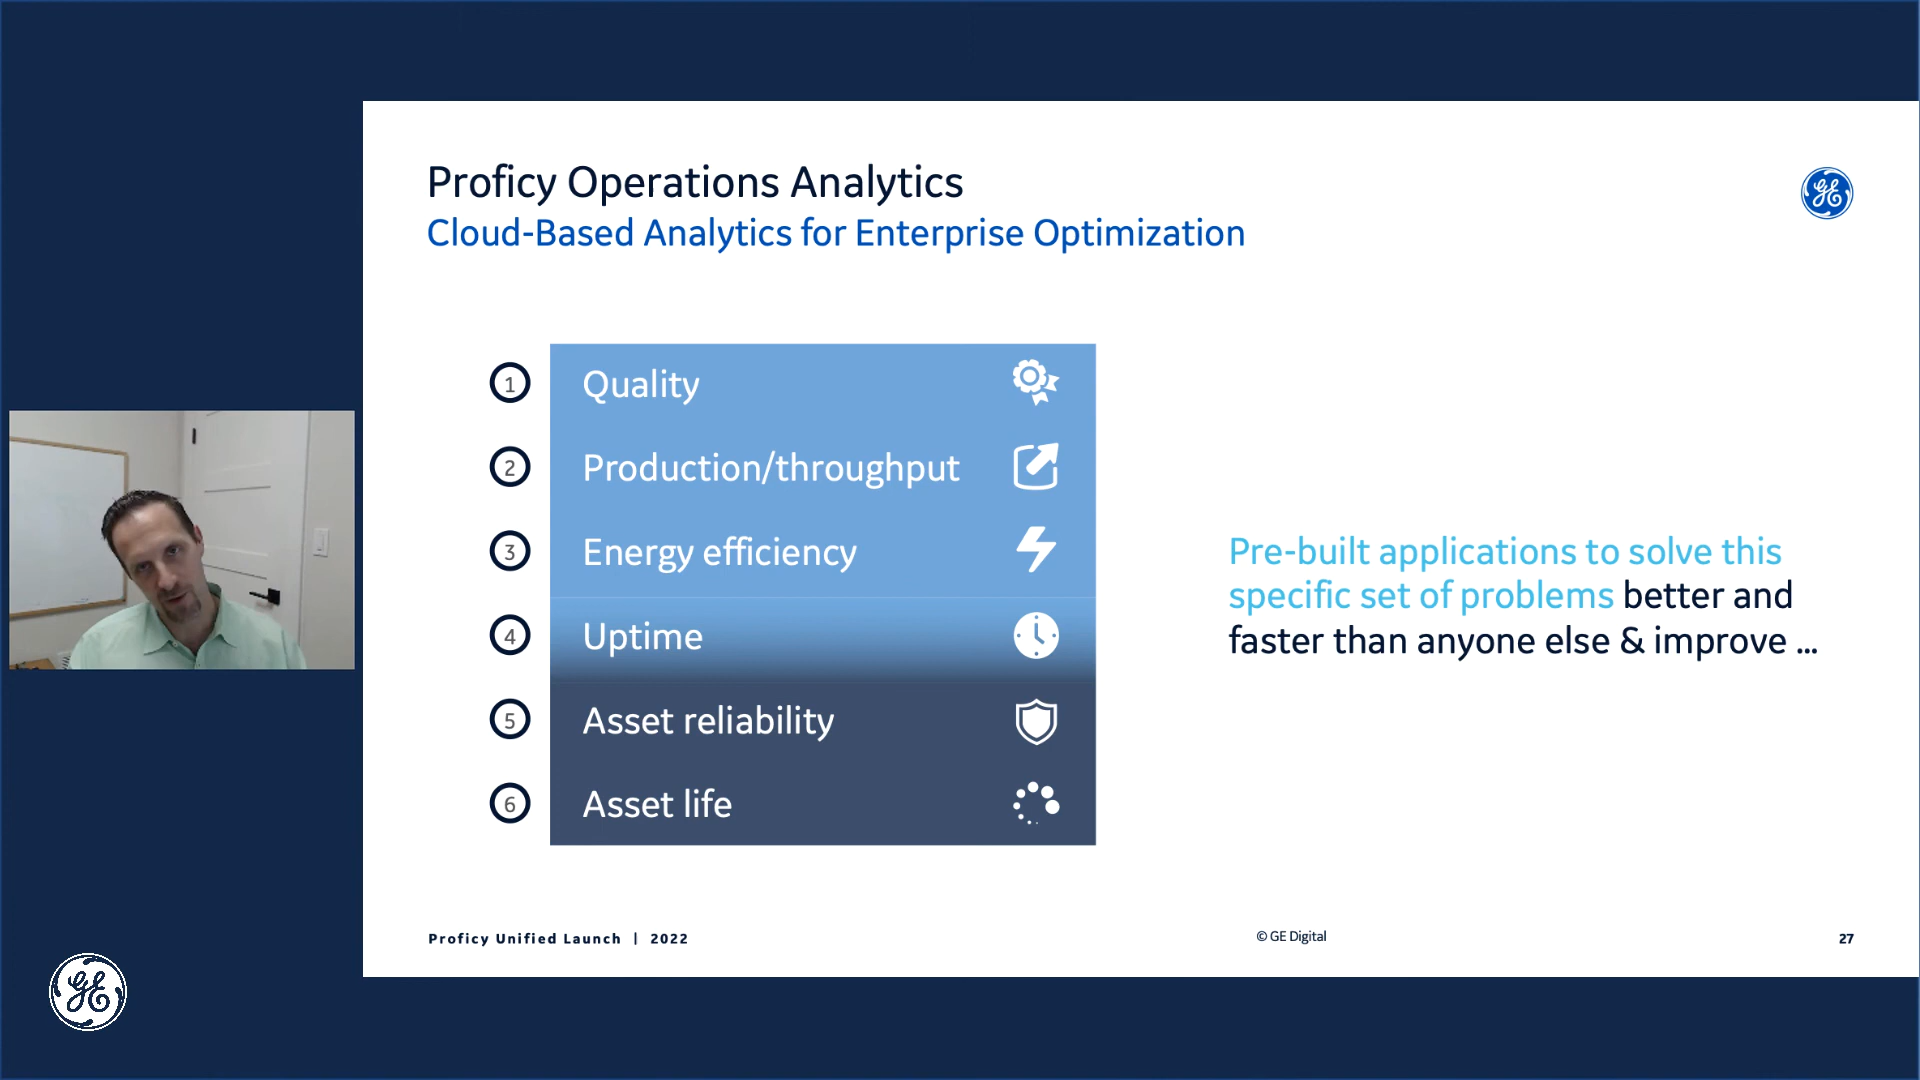 Proficy Operations Analytics
Cloud-Based Analytics for Enterprise Optimization
1 Quality
2 Production/throughput
3 Energy efficiency
4 Uptime
5 Asset reliability
6 Asset life
Pre-built applications to solve this
specific set of problems better and
faster than anyone else & improve ...
Proficy Unified Launch | 2022
© GE Digital
27
GE
GE